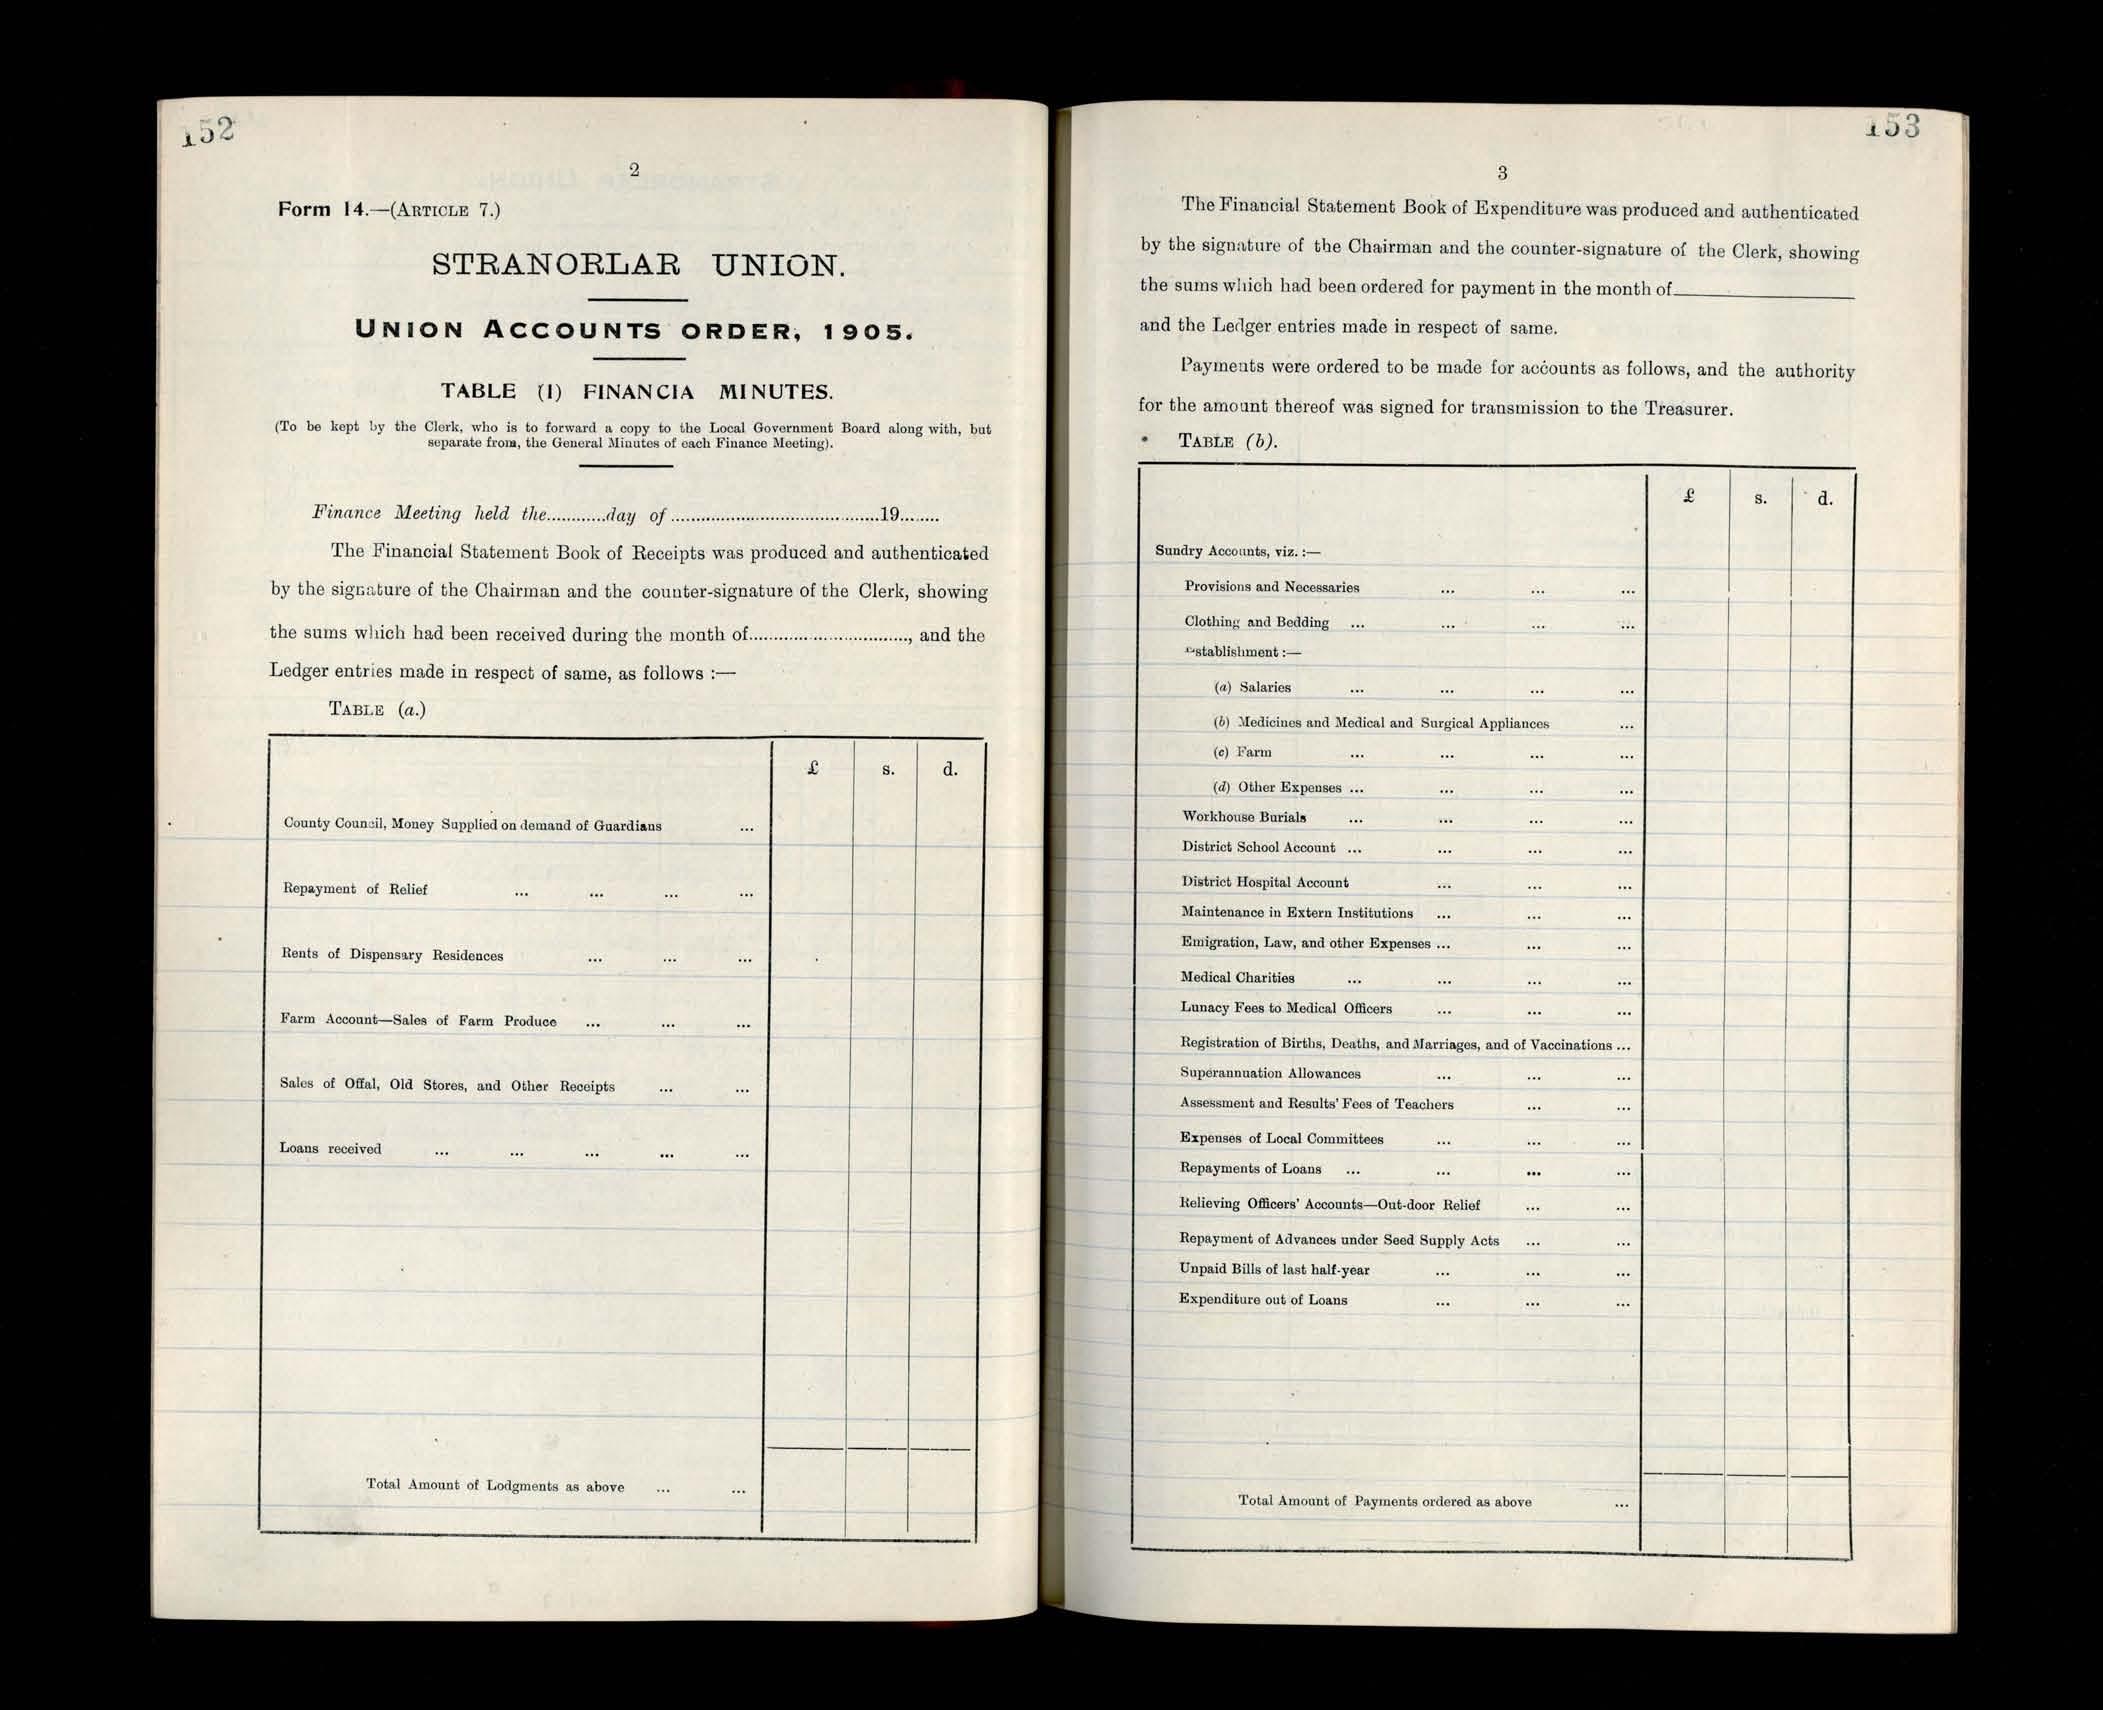 152
2
Form 14.—(ARTICLE 7.)
STRANORLAR UNION.
UNION ACCOUNTS ORDER, 1905.
TABLE (1) FINANCIA MINUTES.
(To be kept by the Clerk, who is to forward a copy to the Local Government Board along with, but
separate from, the General Minutes of each Finance Meeting).
Finance Meeting held the............day of..........................................19........
The Financial Statement Book of Receipts was produced and authenticated
by the signature of the Chairman and the counter-signature of the Clerk, showing
the sums which had been received during the month of................................, and the
Ledger entries made in respect of same, as follows :—
TABLE (a.)
£ s. d.
County Council, Money Supplied on demand of Guardians ...
Repayment of Relief ... ... ... ...
Rents of Dispensary Residences ... ... ...
Farm Account—Sales of Farm Produce ... ... ...
Sales of Offal, Old Stores, and Other Receipts ... ...
Loans received ... ... ... ... ...
Total Amount of Lodgments as above ... ...
153
3
The Financial Statement Book of Expenditure was produced and authenticated
by the signature of the Chairman and the counter-signature of the Clerk, showing
the sums which had been ordered for payment in the month of
and the Ledger entries made in respect of same.
Payments were ordered to be made for accounts as follows, and the authority
for the amount thereof was signed for transmission to the Treasurer.
TABLE (b).
£ s. d.
Sundry Accounts, viz. :—
Provisions and Necessaries ... ... ...
Clothing and Bedding ... ... ... ...
Establishment :—
(a) Salaries ... ... ... ...
(b) Medicines and Medical and Surgical Appliances ...
(c) Farm ... ... ... ...
(d) Other Expenses ... ... ... ...
Workhouse Burials ... ... ... ...
District School Account ... ... ... ...
District Hospital Account ... ... ...
Maintenance in Extern Institutions ... ... ...
Emigration, Law, and other Expenses ... ... ...
Medical Charities ... ... ... ...
Lunacy Fees to Medical Officers ... ... ...
Registration of Births, Deaths, and Marriages, and of Vaccinations ...
Superannuation Allowances ... ... ...
Assessment and Results' Fees of Teachers ... ...
Expenses of Local Committees ... ... ...
Repayments of Loans ... ... ... ...
Relieving Officers' Accounts—Out-door Relief ... ...
Repayment of Advances under Seed Supply Acts ... ...
Unpaid Bills of last half-year ... ... ...
Expenditure out of Loans ... ... ...
Total Amount of Payments ordered as above ...